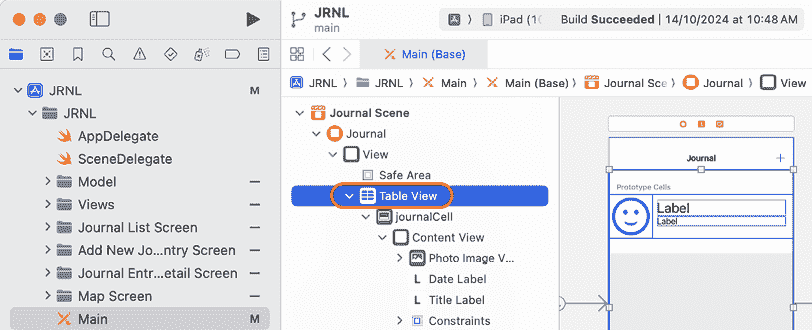 JRNL
main
iPad (10
Build Succeeded | 14/10/2024 at 10:48 AM
Main (Base)
JRNL
JRNL
Main
Main (Base)
Journal Sce
Journal
View
JRNL M
JRNL
AppDelegate
SceneDelegate
Model
Views
Journal List Screen
Add New Jo...ntry Screen
Journal Entr...etail Screen
Map Screen
Main M
Journal Scene
Journal
View
Safe Area
Table View
journalCell
Content View
Photo Image V...
L Date Label
L Title Label
Constraints
Journal +
Prototype Cells
Label
Label